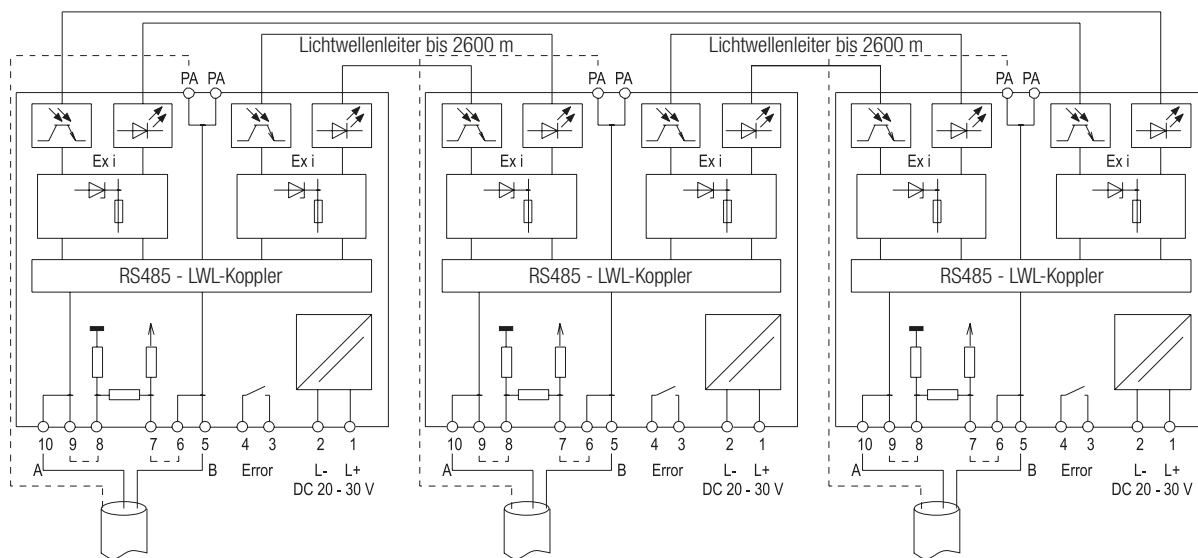 Lichtwellenleiter bis 2600 m Lichtwellenleiter bis 2600 m
PA PA PA PA PA PA
Ex i Ex i Ex i Ex i Ex i Ex i
RS485 - LWL-Koppler RS485 - LWL-Koppler RS485 - LWL-Koppler
10 9 8 7 6 5 4 3 2 1 10 9 8 7 6 5 4 3 2 1 10 9 8 7 6 5 4 3 2 1
A B Error L- L+ A B Error L- L+ A B Error L- L+
DC 20 - 30 V DC 20 - 30 V DC 20 - 30 V